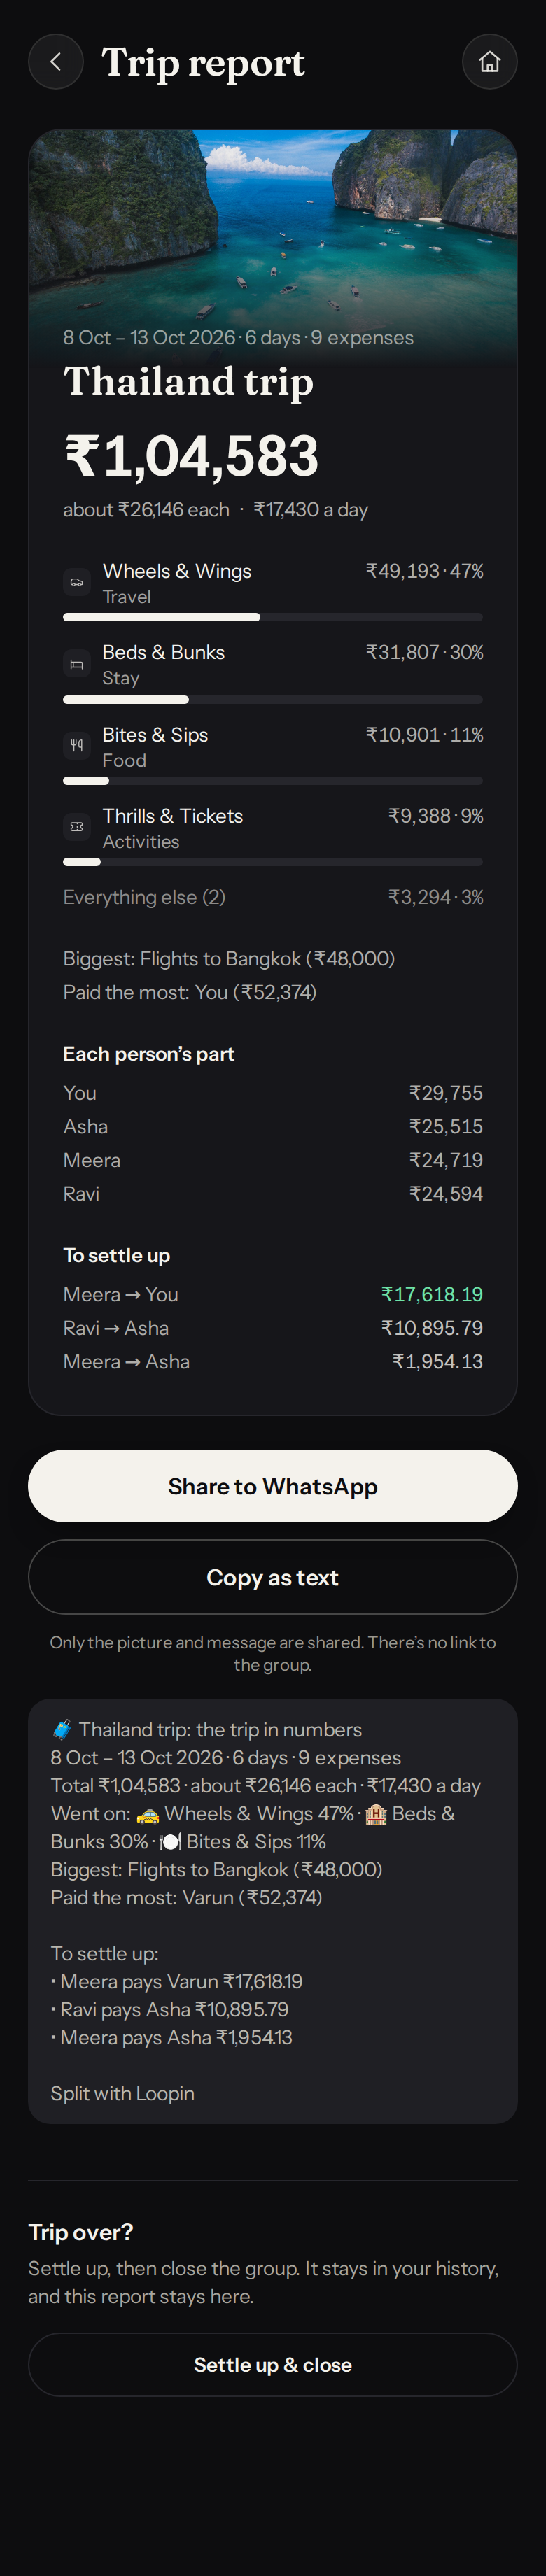 Trip report
8 Oct – 13 Oct 2026 · 6 days · 9 expenses
Thailand trip
₹1,04,583
about ₹26,146 each · ₹17,430 a day
Wheels & Wings ₹49,193 · 47%
Travel
Beds & Bunks ₹31,807 · 30%
Stay
Bites & Sips ₹10,901 · 11%
Food
Thrills & Tickets ₹9,388 · 9%
Activities
Everything else (2) ₹3,294 · 3%
Biggest: Flights to Bangkok (₹48,000)
Paid the most: You (₹52,374)
Each person’s part
You ₹29,755
Asha ₹25,515
Meera ₹24,719
Ravi ₹24,594
To settle up
Meera → You ₹17,618.19
Ravi → Asha ₹10,895.79
Meera → Asha ₹1,954.13
Share to WhatsApp
Copy as text
Only the picture and message are shared. There’s no link to
the group.
🧳 Thailand trip: the trip in numbers
8 Oct – 13 Oct 2026 · 6 days · 9 expenses
Total ₹1,04,583 · about ₹26,146 each · ₹17,430 a day
Went on: 🚕 Wheels & Wings 47% · 🏨 Beds &
Bunks 30% · 🍽️ Bites & Sips 11%
Biggest: Flights to Bangkok (₹48,000)
Paid the most: Varun (₹52,374)
To settle up:
• Meera pays Varun ₹17,618.19
• Ravi pays Asha ₹10,895.79
• Meera pays Asha ₹1,954.13
Split with Loopin
Trip over?
Settle up, then close the group. It stays in your history,
and this report stays here.
Settle up & close